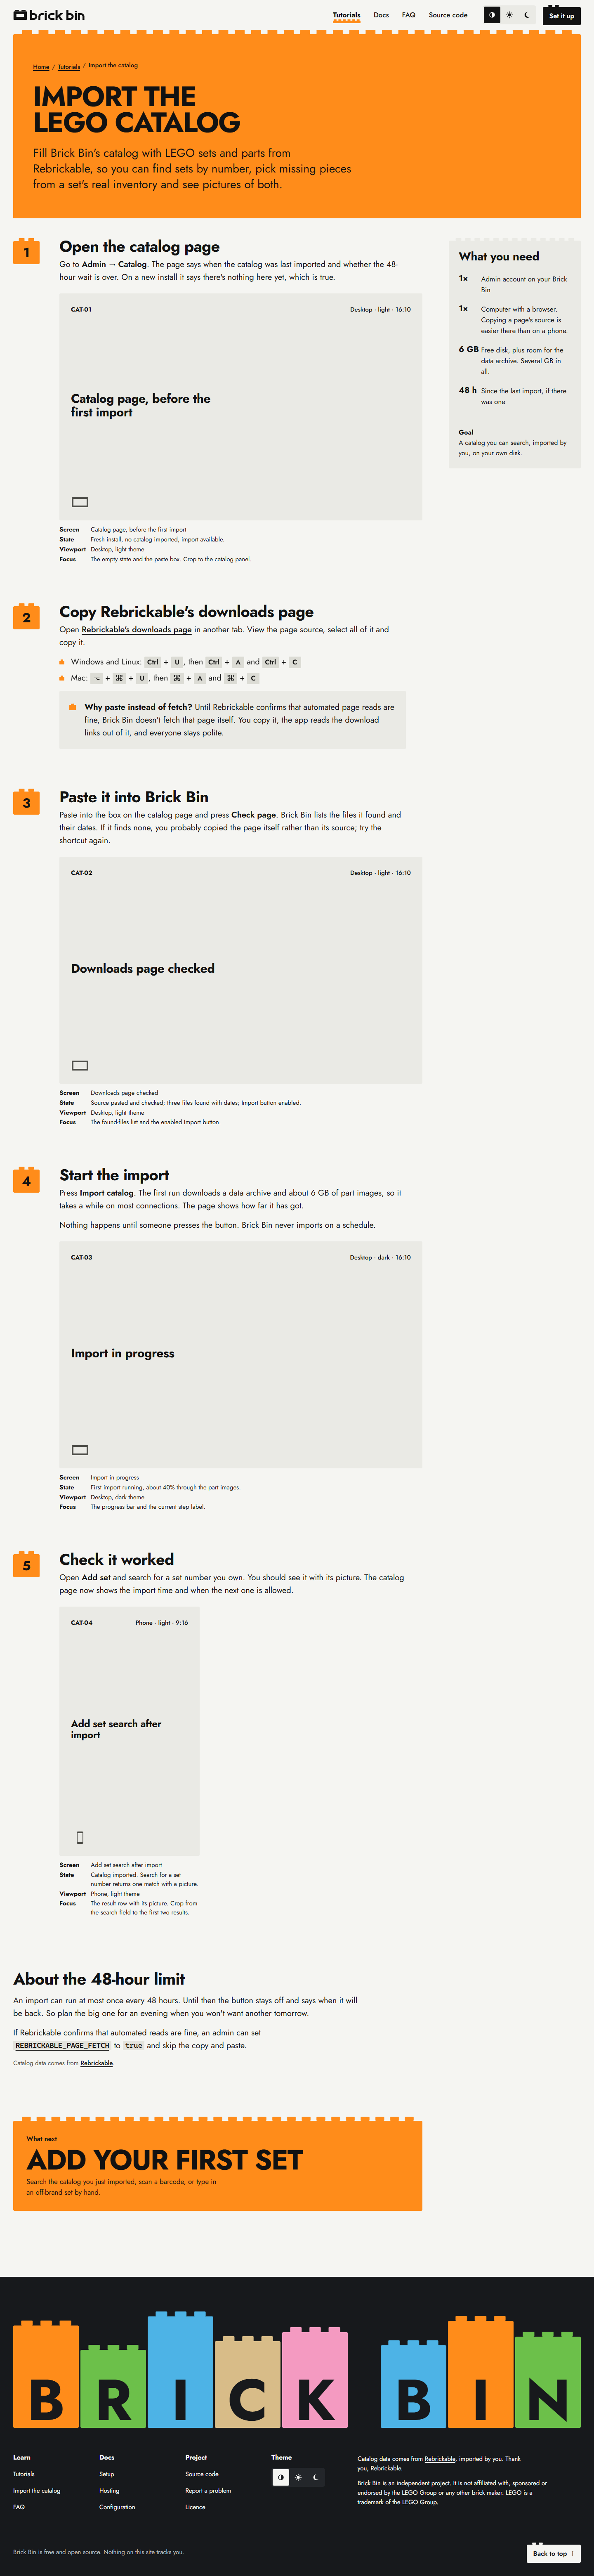 brick bin
Tutorials Docs FAQ Source code Set it up
Home / Tutorials / Import the catalog
IMPORT THE
LEGO CATALOG
Fill Brick Bin's catalog with LEGO sets and parts from
Rebrickable, so you can find sets by number, pick missing pieces
from a set's real inventory and see pictures of both.
1
Open the catalog page
Go to Admin → Catalog. The page says when the catalog was last imported and whether the 48-
hour wait is over. On a new install it says there's nothing here yet, which is true.
CAT-01 Desktop · light · 16:10
Catalog page, before the
first import
Screen Catalog page, before the first import
State Fresh install, no catalog imported, import available.
Viewport Desktop, light theme
Focus The empty state and the paste box. Crop to the catalog panel.
What you need
1× Admin account on your Brick
Bin
1× Computer with a browser.
Copying a page's source is
easier there than on a phone.
6 GB Free disk, plus room for the
data archive. Several GB in
all.
48 h Since the last import, if there
was one
Goal
A catalog you can search, imported by
you, on your own disk.
2
Copy Rebrickable's downloads page
Open Rebrickable's downloads page in another tab. View the page source, select all of it and
copy it.
Windows and Linux: Ctrl + U, then Ctrl + A and Ctrl + C
Mac: ⌥ + ⌘ + U, then ⌘ + A and ⌘ + C
Why paste instead of fetch? Until Rebrickable confirms that automated page reads are
fine, Brick Bin doesn't fetch that page itself. You copy it, the app reads the download
links out of it, and everyone stays polite.
3
Paste it into Brick Bin
Paste into the box on the catalog page and press Check page. Brick Bin lists the files it found and
their dates. If it finds none, you probably copied the page itself rather than its source; try the
shortcut again.
CAT-02 Desktop · light · 16:10
Downloads page checked
Screen Downloads page checked
State Source pasted and checked; three files found with dates; Import button enabled.
Viewport Desktop, light theme
Focus The found-files list and the enabled Import button.
4
Start the import
Press Import catalog. The first run downloads a data archive and about 6 GB of part images, so it
takes a while on most connections. The page shows how far it has got.
Nothing happens until someone presses the button. Brick Bin never imports on a schedule.
CAT-03 Desktop · dark · 16:10
Import in progress
Screen Import in progress
State First import running, about 40% through the part images.
Viewport Desktop, dark theme
Focus The progress bar and the current step label.
5
Check it worked
Open Add set and search for a set number you own. You should see it with its picture. The catalog
page now shows the import time and when the next one is allowed.
CAT-04 Phone · light · 9:16
Add set search after
import
Screen Add set search after import
State Catalog imported. Search for a set
number returns one match with a picture.
Viewport Phone, light theme
Focus The result row with its picture. Crop from
the search field to the first two results.
About the 48-hour limit
An import can run at most once every 48 hours. Until then the button stays off and says when it will
be back. So plan the big one for an evening when you won't want another tomorrow.
If Rebrickable confirms that automated reads are fine, an admin can set
REBRICKABLE_PAGE_FETCH to true and skip the copy and paste.
Catalog data comes from Rebrickable.
What next
ADD YOUR FIRST SET
Search the catalog you just imported, scan a barcode, or type in
an off-brand set by hand.
BRICK BIN
Learn
Tutorials
Import the catalog
FAQ
Docs
Setup
Hosting
Configuration
Project
Source code
Report a problem
Licence
Theme
Catalog data comes from Rebrickable, imported by you. Thank
you, Rebrickable.
Brick Bin is an independent project. It is not affiliated with, sponsored or
endorsed by the LEGO Group or any other brick maker. LEGO is a
trademark of the LEGO Group.
Brick Bin is free and open source. Nothing on this site tracks you.
Back to top ↑